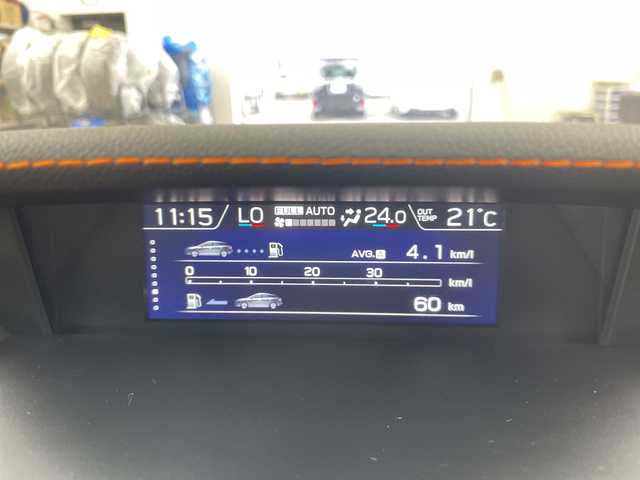 11:15 LO FULL AUTO 24.0 OUT TEMP 21°C
AVG. A 4.1 km/l
0 10 20 30
km/l
60 km